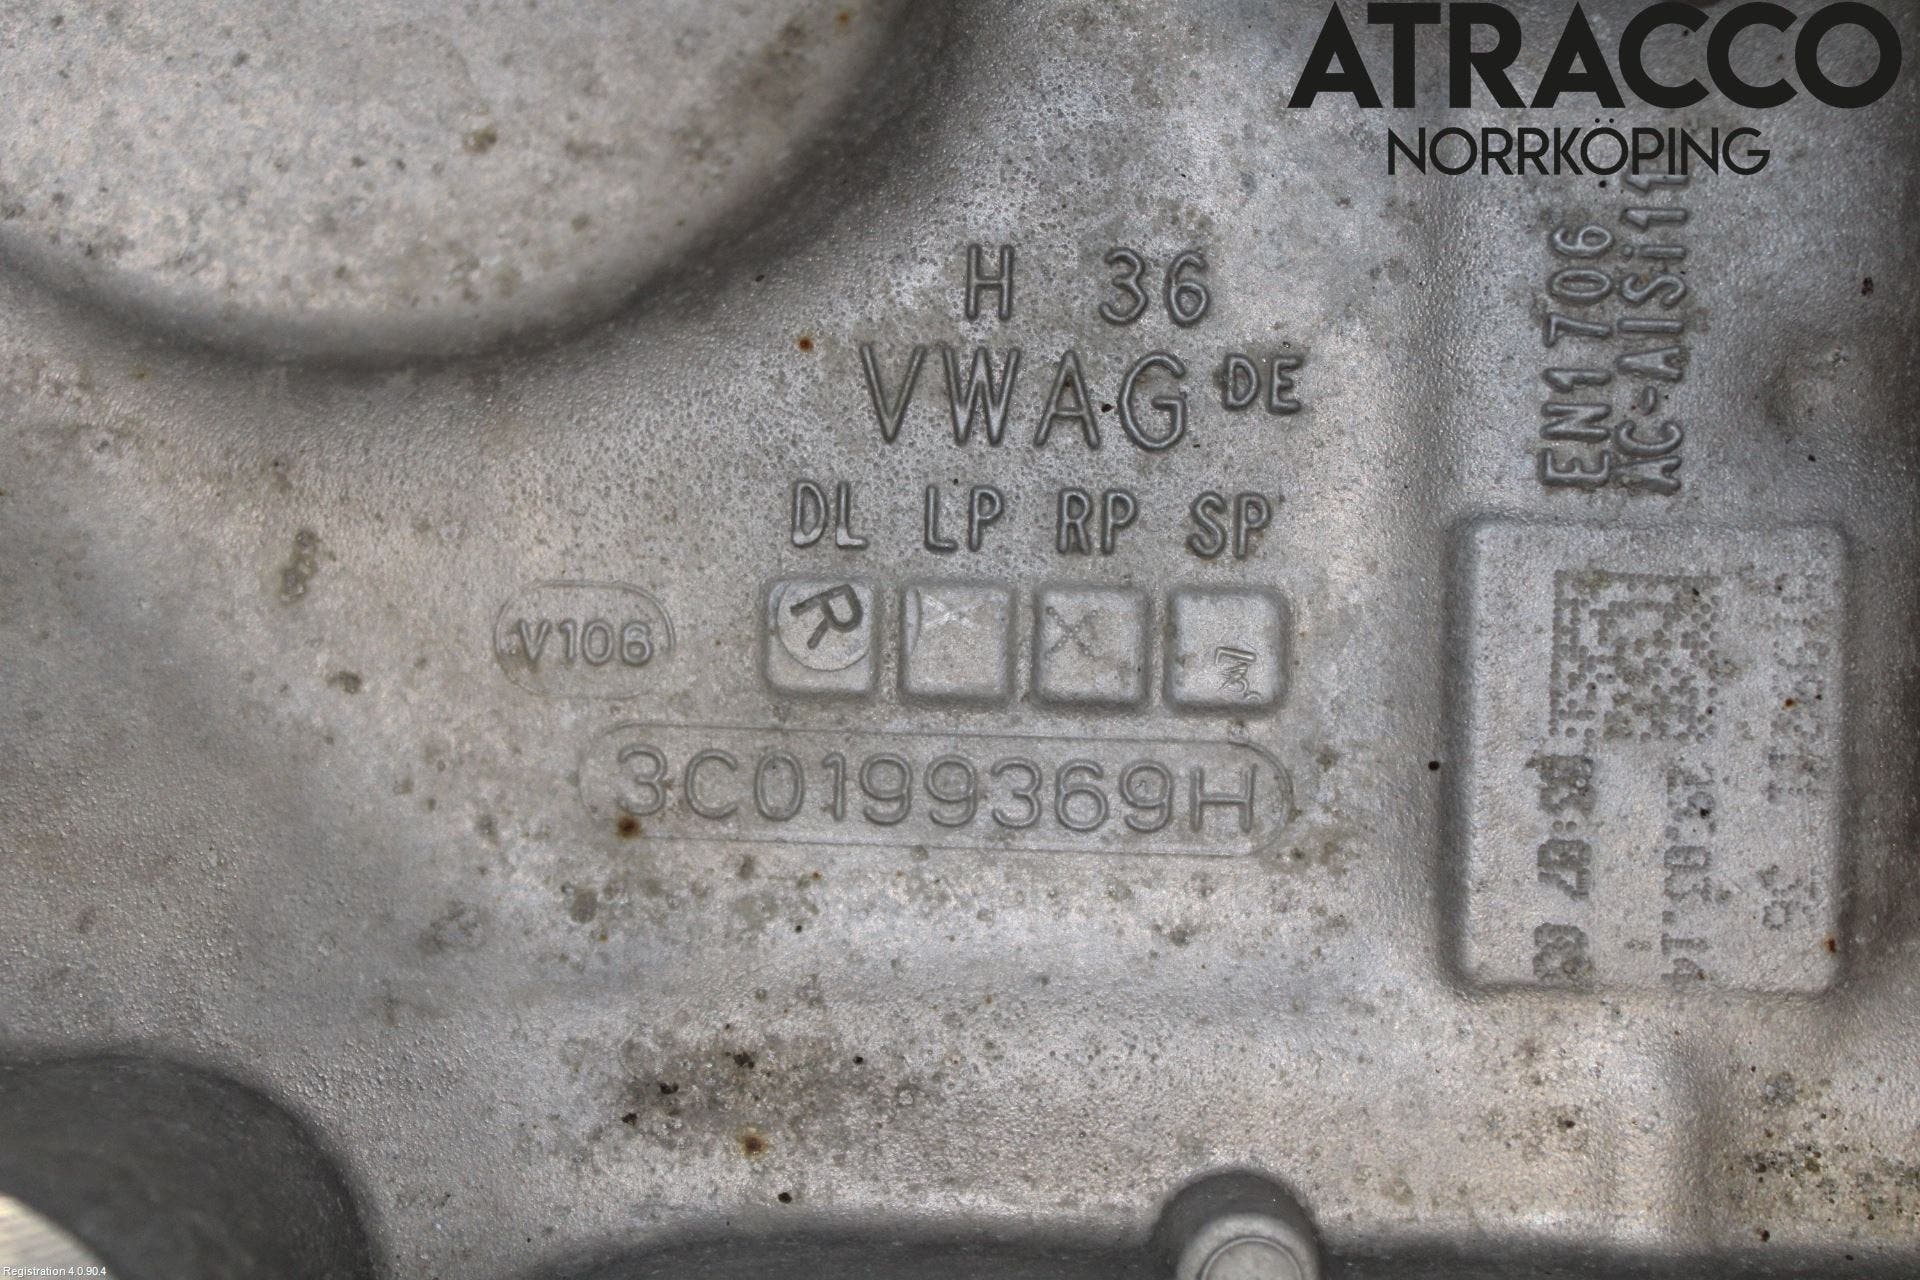 ATRACCO
NORRKÖPING
H 36
VWAG DE
DL LP RP SP
R
V106
3C0199369H
EN1706
AC-AlSi11
Registration 4.0.90.4